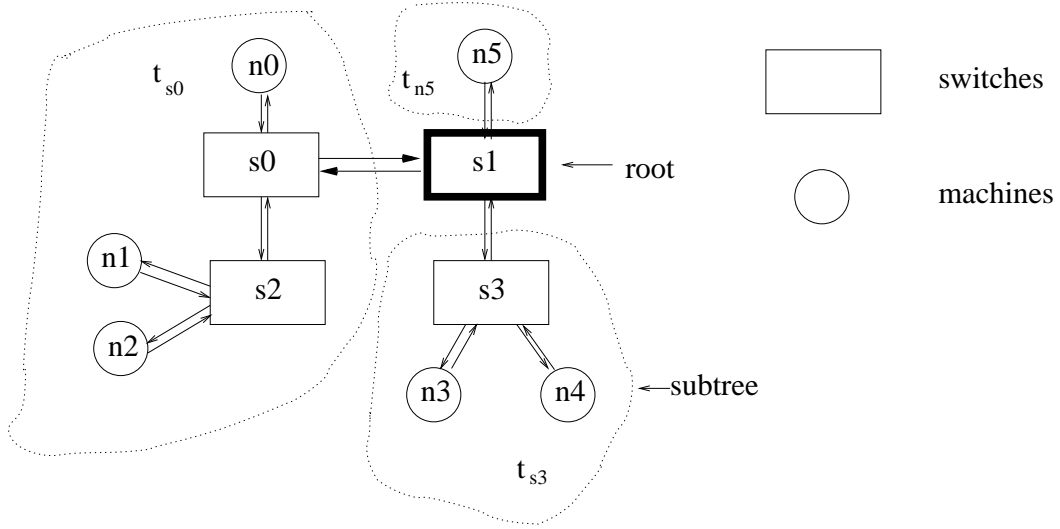 t s0
n0
s0
n1
n2
s2
t n5
n5
s1
root
s3
n3
n4
subtree
t s3
switches
machines